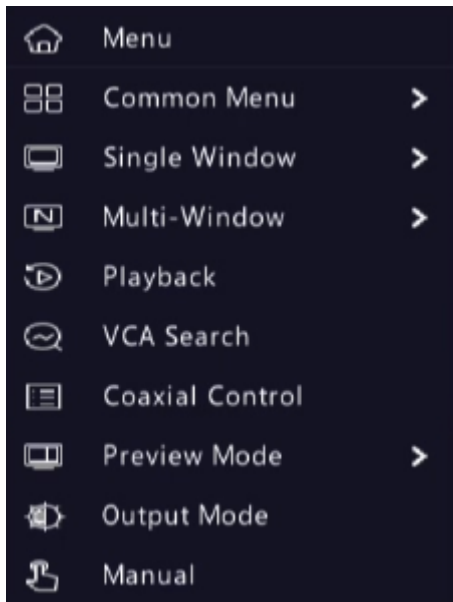 Menu
Common Menu
Single Window
Multi-Window
Playback
VCA Search
Coaxial Control
Preview Mode
Output Mode
Manual